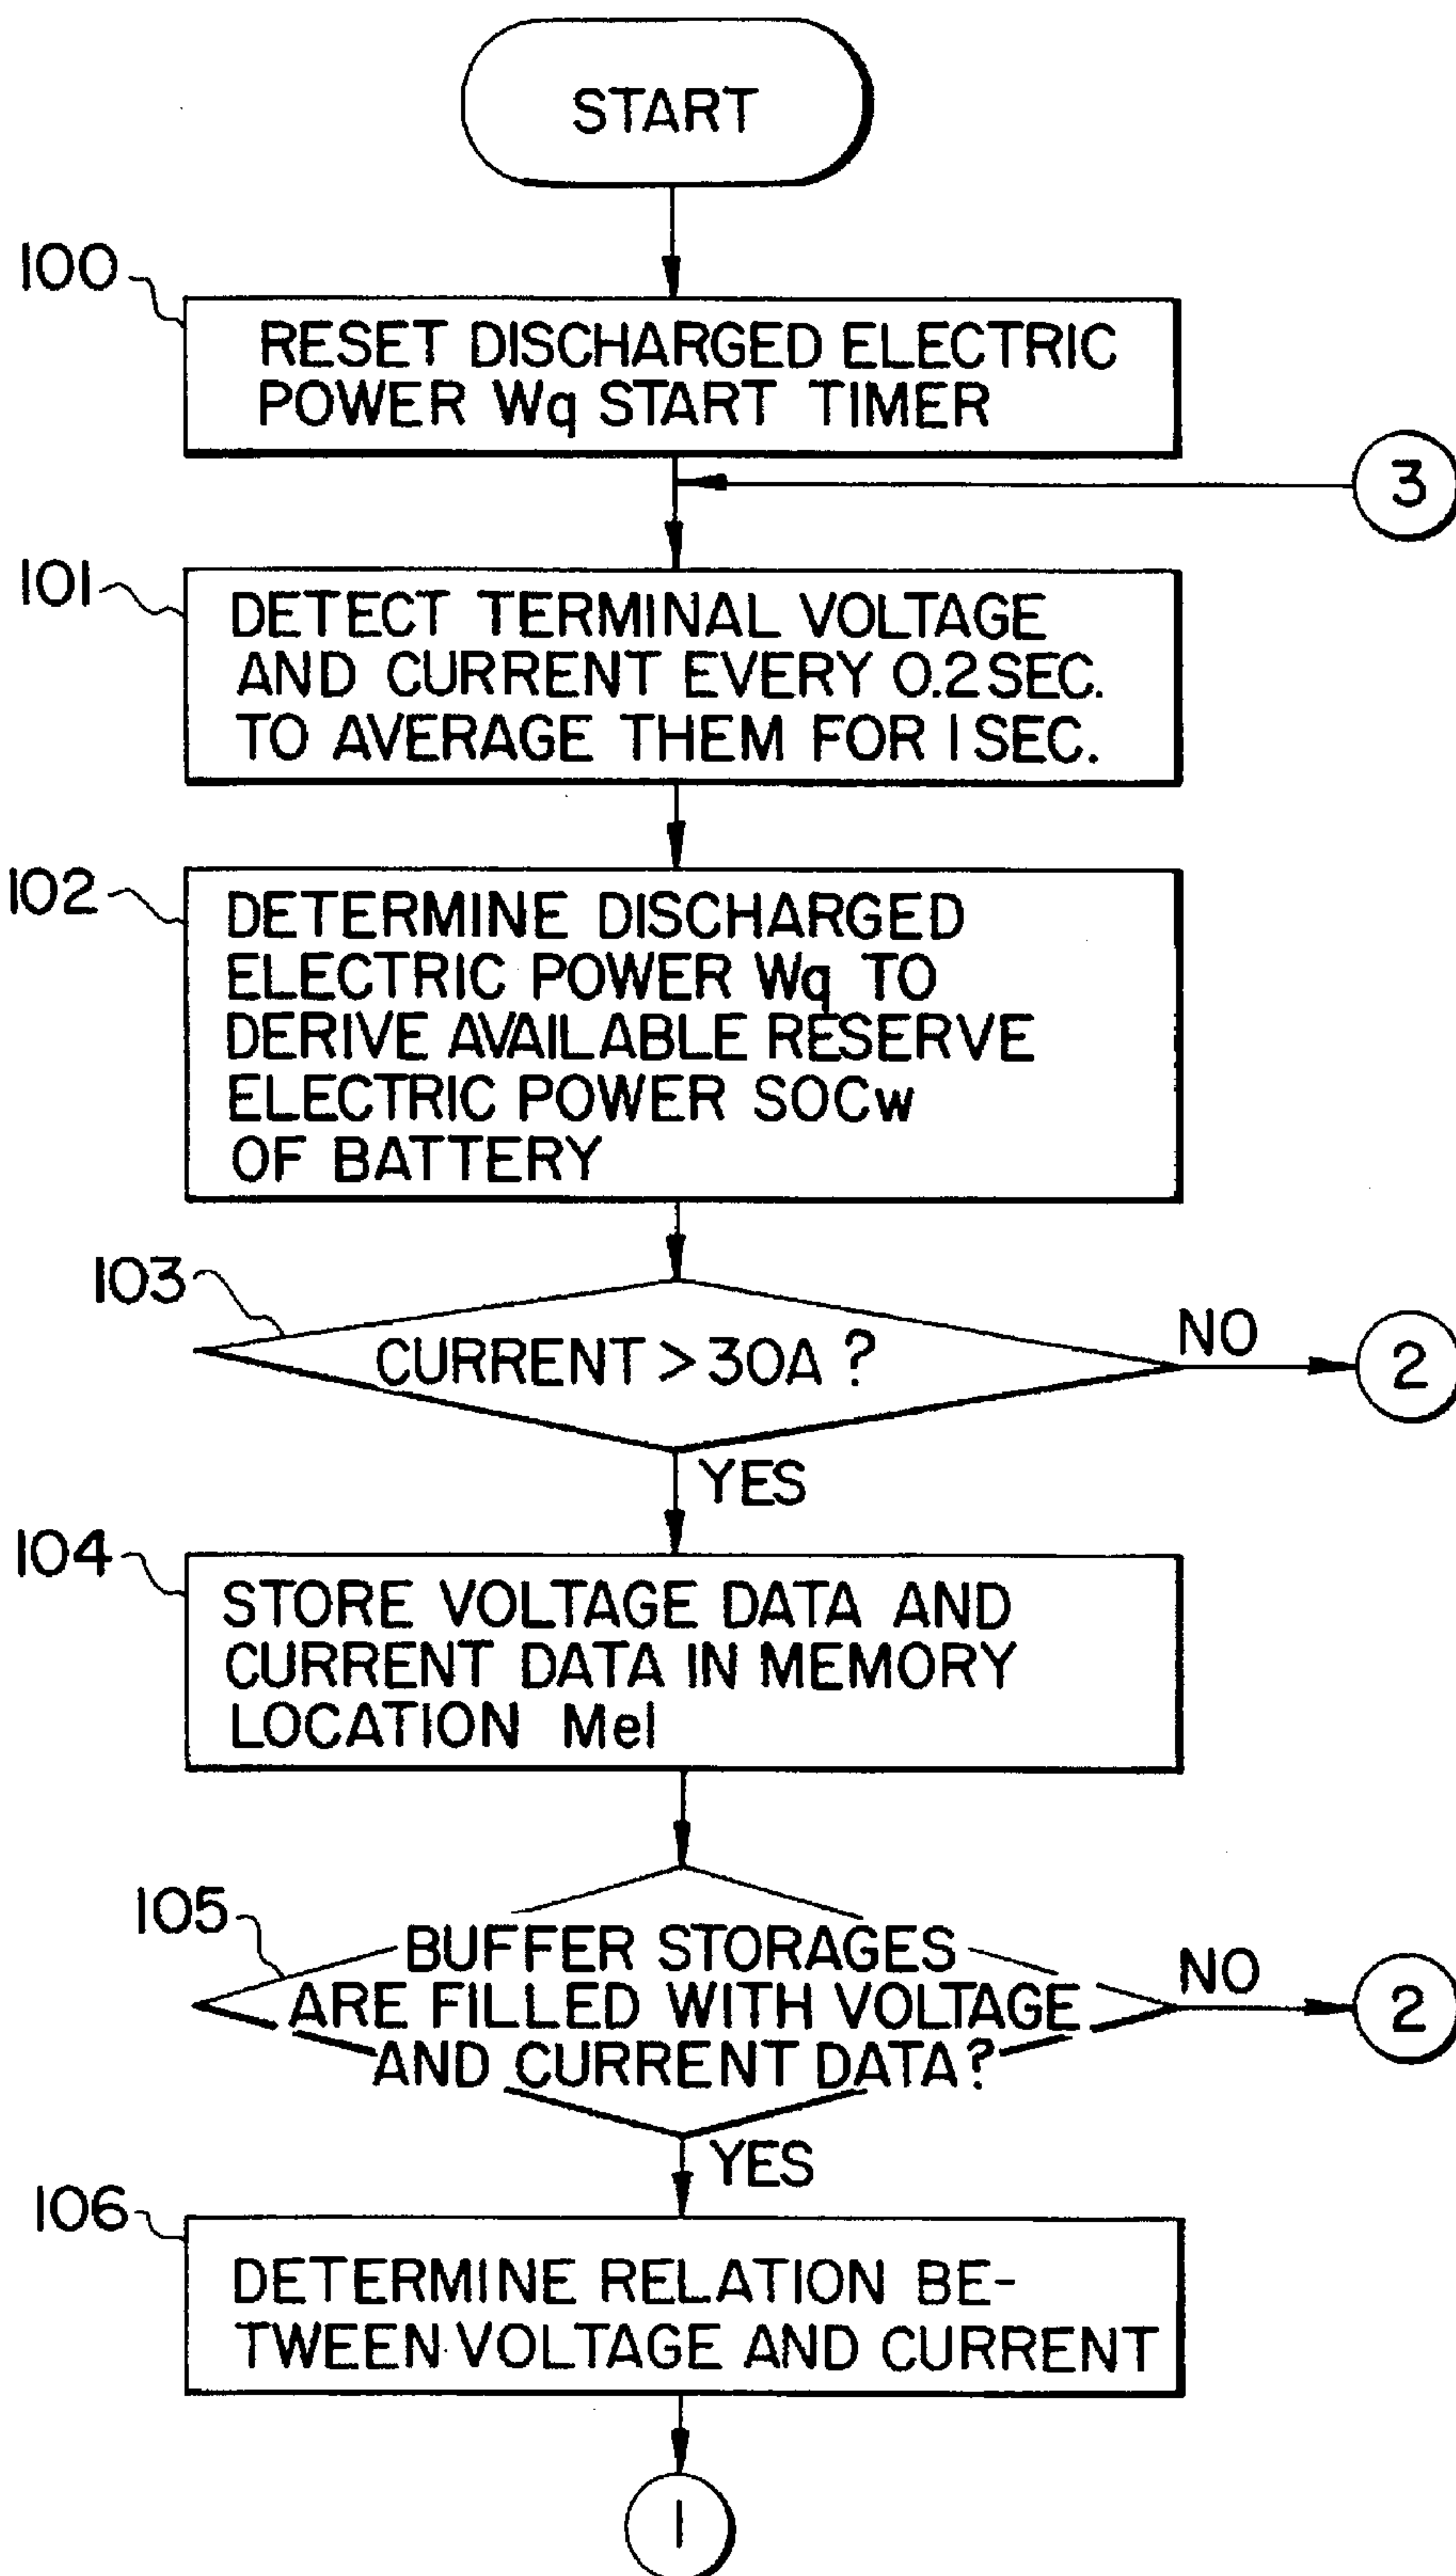 START
100
RESET DISCHARGED ELECTRIC
POWER Wq START TIMER
3
101
DETECT TERMINAL VOLTAGE
AND CURRENT EVERY 0.2SEC.
TO AVERAGE THEM FOR 1 SEC.
102
DETERMINE DISCHARGED
ELECTRIC POWER Wq TO
DERIVE AVAILABLE RESERVE
ELECTRIC POWER SOCw
OF BATTERY
103
CURRENT > 30A ?
NO
2
YES
104
STORE VOLTAGE DATA AND
CURRENT DATA IN MEMORY
LOCATION Me1
105
BUFFER STORAGES
ARE FILLED WITH VOLTAGE
AND CURRENT DATA?
NO
2
YES
106
DETERMINE RELATION BE-
TWEEN VOLTAGE AND CURRENT
1